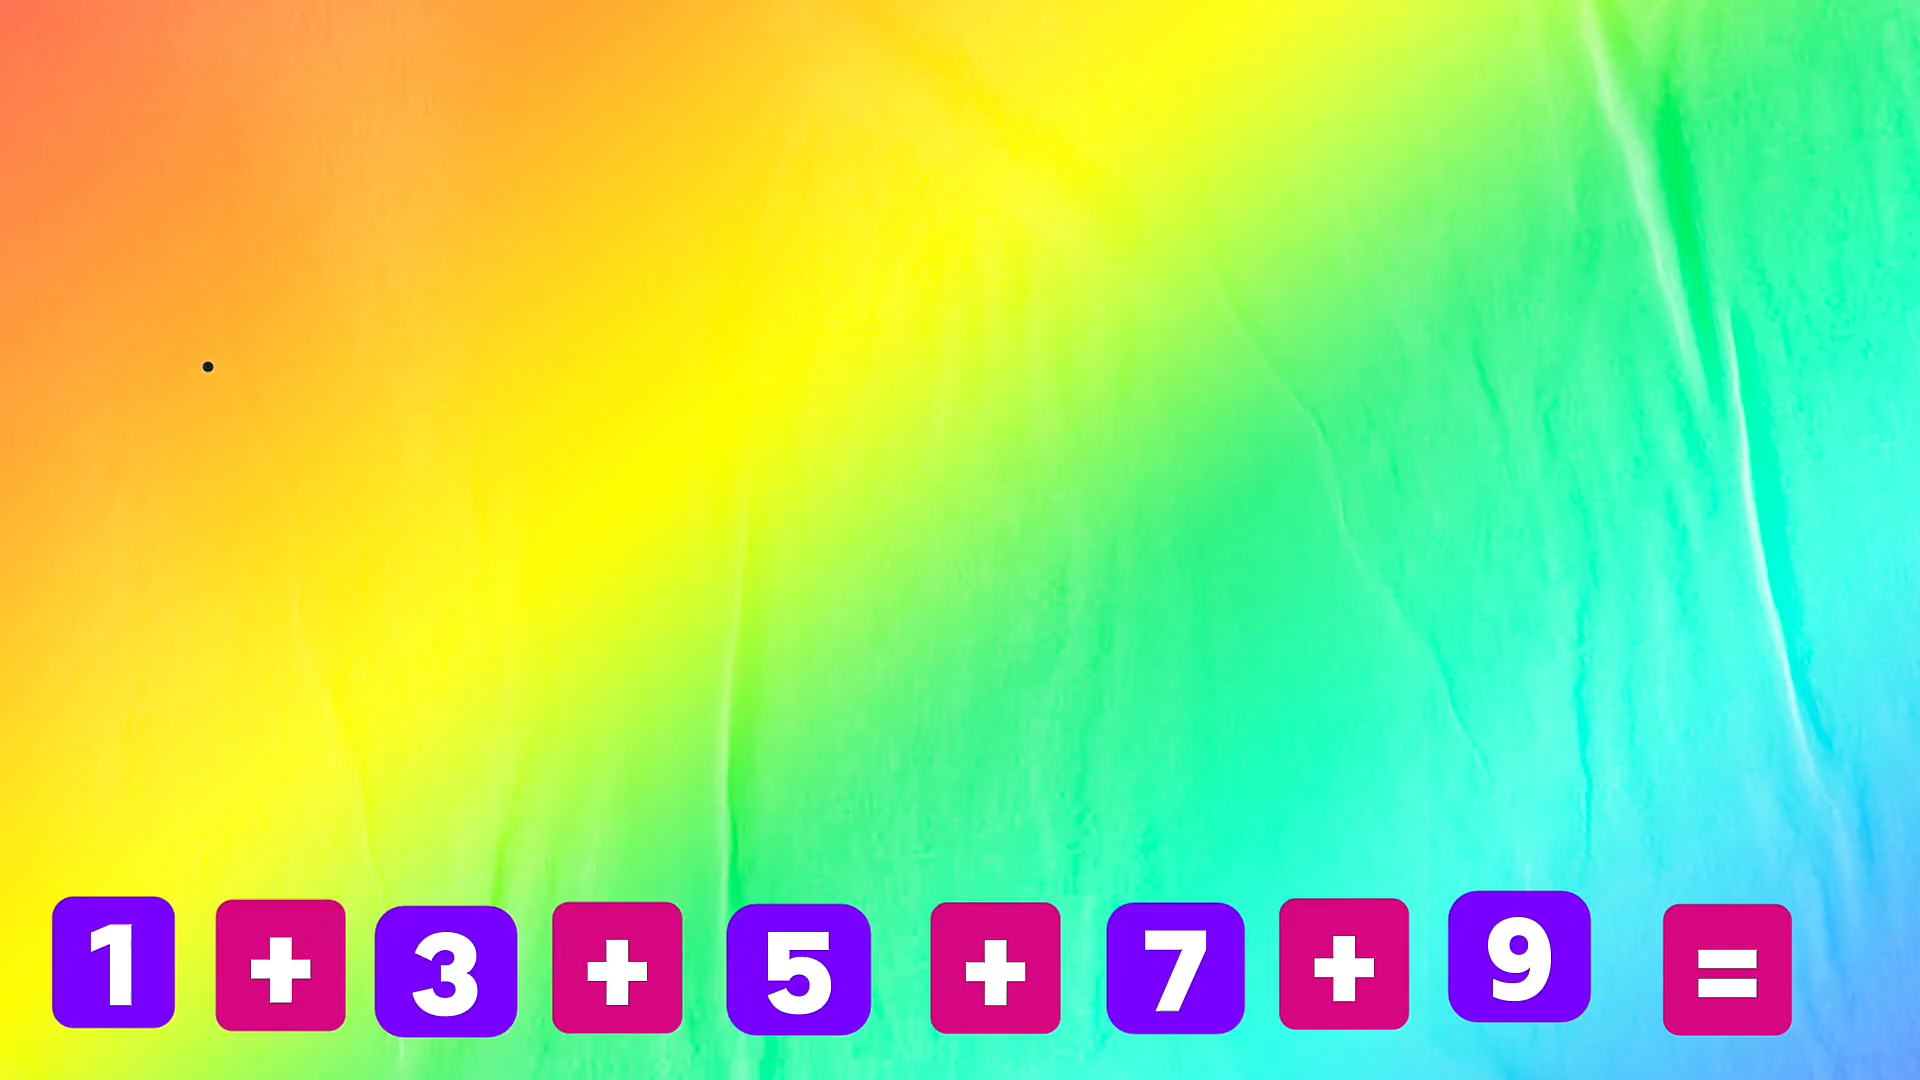 1 + 3 + 5 + 7 + 9 =